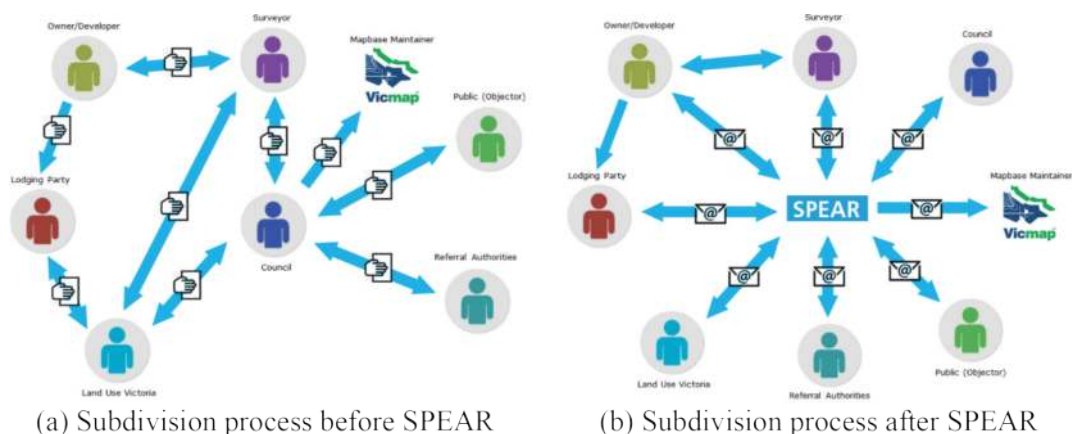 Owner/Developer
Surveyor
Mapbase Maintainer
Vicmap
Public (Objector)
Lodging Party
Council
Referral Authorities
Land Use Victoria
(a) Subdivision process before SPEAR
Owner/Developer
Surveyor
Council
@
@
@
Lodging Party
@
SPEAR
@
Mapbase Maintainer
Vicmap
@
@
@
Land Use Victoria
Referral Authorities
Public (Objector)
(b) Subdivision process after SPEAR